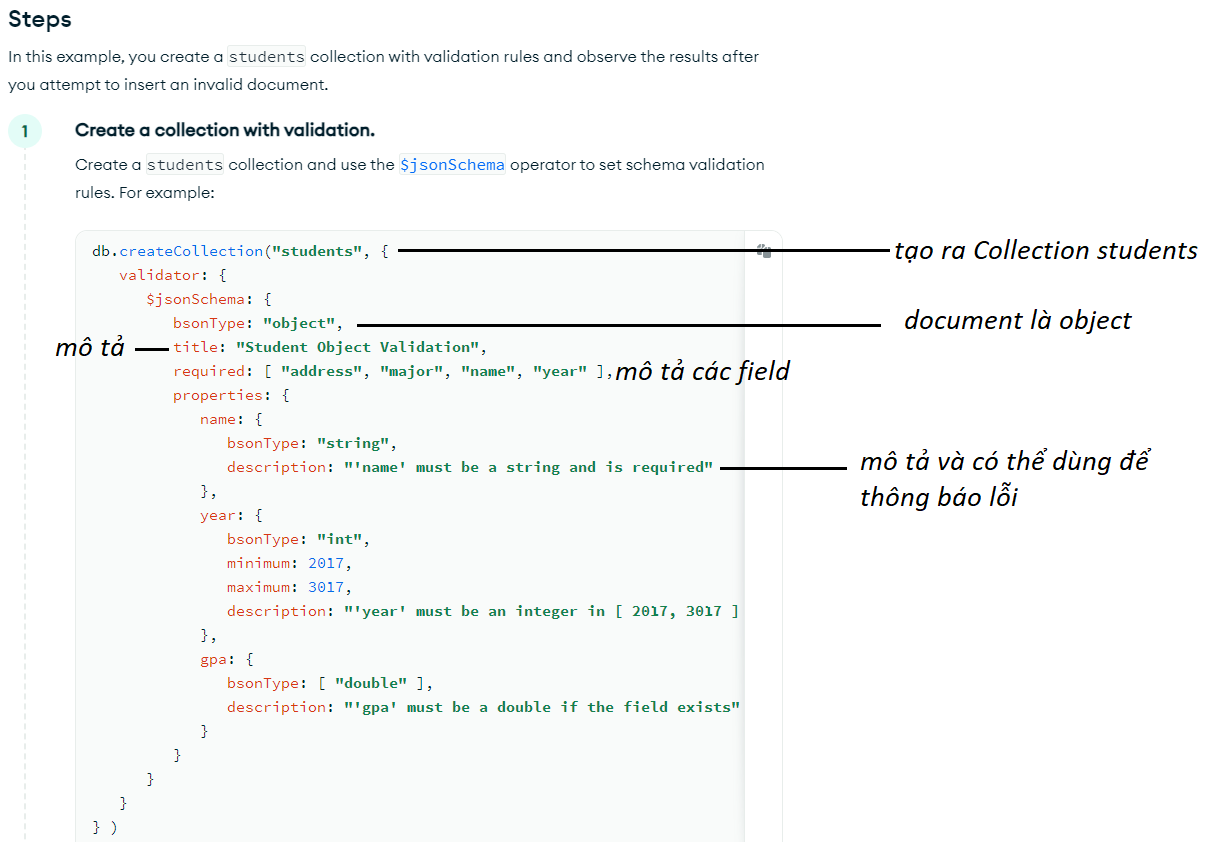 Steps
In this example, you create a students collection with validation rules and observe the results after
you attempt to insert an invalid document.
1
Create a collection with validation.
Create a students collection and use the $jsonSchema operator to set schema validation
rules. For example:
db.createCollection("students", { tạo ra Collection students
validator: {
$jsonSchema: {
bsonType: "object", document là object
mô tả title: "Student Object Validation",
required: [ "address", "major", "name", "year" ], mô tả các field
properties: {
name: {
bsonType: "string",
description: "'name' must be a string and is required" mô tả và có thể dùng để
thông báo lỗi
},
year: {
bsonType: "int",
minimum: 2017,
maximum: 3017,
description: "'year' must be an integer in [ 2017, 3017 ]
},
gpa: {
bsonType: [ "double" ],
description: "'gpa' must be a double if the field exists"
}
}
}
}
} )